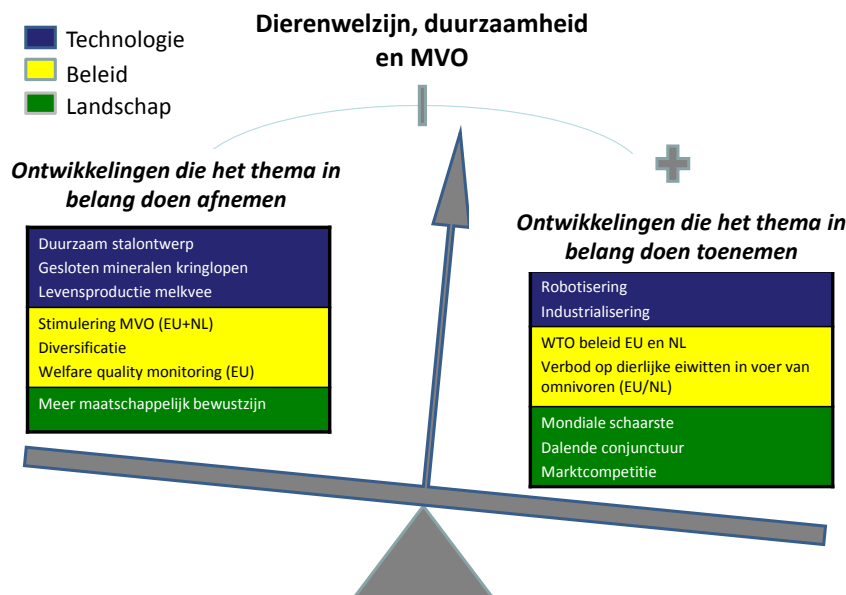 Dierenwelzijn, duurzaamheid
en MVO
Technologie
Beleid
Landschap
Ontwikkelingen die het thema in
belang doen afnemen
Duurzaam stalontwerp
Gesloten mineralen kringlopen
Levensproductie melkvee
Stimulering MVO (EU+NL)
Diversificatie
Welfare quality monitoring (EU)
Meer maatschappelijk bewustzijn
Ontwikkelingen die het thema in
belang doen toenemen
Robotisering
Industrialisering
WTO beleid EU en NL
Verbod op dierlijke eiwitten in voer van
omnivoren (EU/NL)
Mondiale schaarste
Dalende conjunctuur
Marktcompetitie